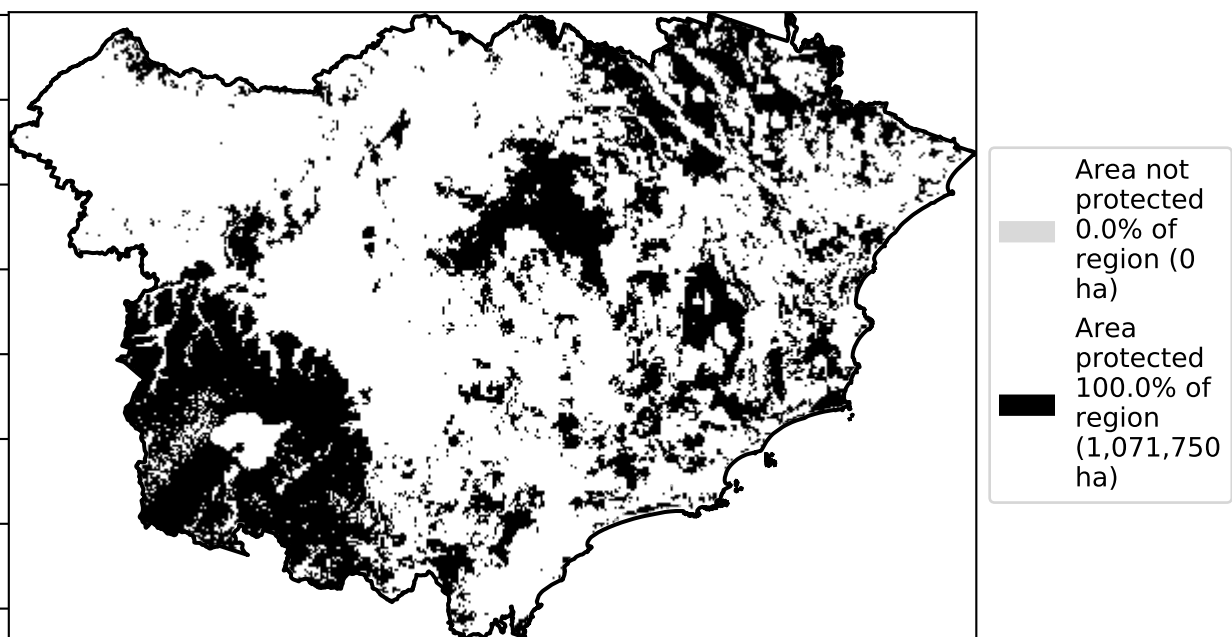 Area not
protected
0.0% of
region (0
ha)
Area
protected
100.0% of
region
(1,071,750
ha)